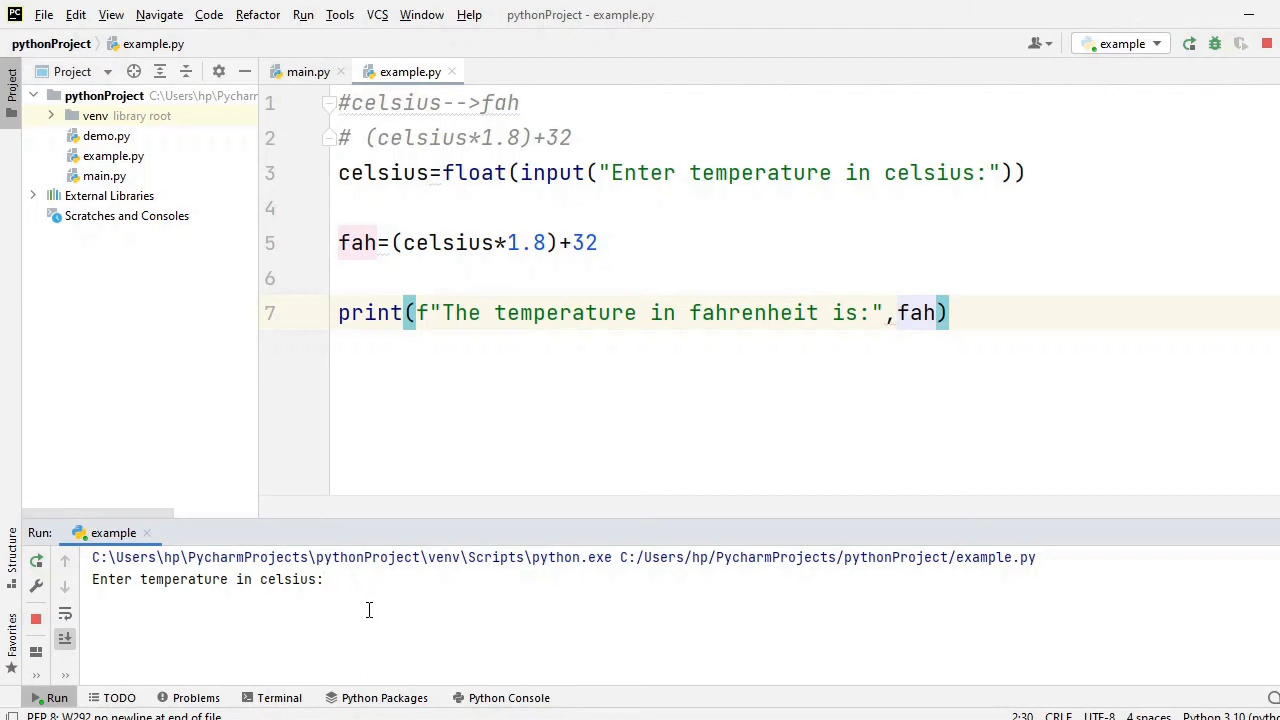 PC File Edit View Navigate Code Refactor Run Tools VCS Window Help pythonProject - example.py
pythonProject example.py example
Project Project main.py example.py
pythonProject C:\Users\hp\Pycharm
venv library root
demo.py
example.py
main.py
External Libraries
Scratches and Consoles
1 #celsius-->fah
2 # (celsius*1.8)+32
3 celsius=float(input("Enter temperature in celsius:"))
4
5 fah=(celsius*1.8)+32
6
7 print(f"The temperature in fahrenheit is:",fah)
Structure
Favorites
Run: example
C:\Users\hp\PycharmProjects\pythonProject\venv\Scripts\python.exe C:/Users/hp/PycharmProjects/pythonProject/example.py
Enter temperature in celsius:
Run TODO Problems Terminal Python Packages Python Console
PEP 8: W292 no newline at end of file 2:30 CRLF UTF-8 4 spaces Python 3.10